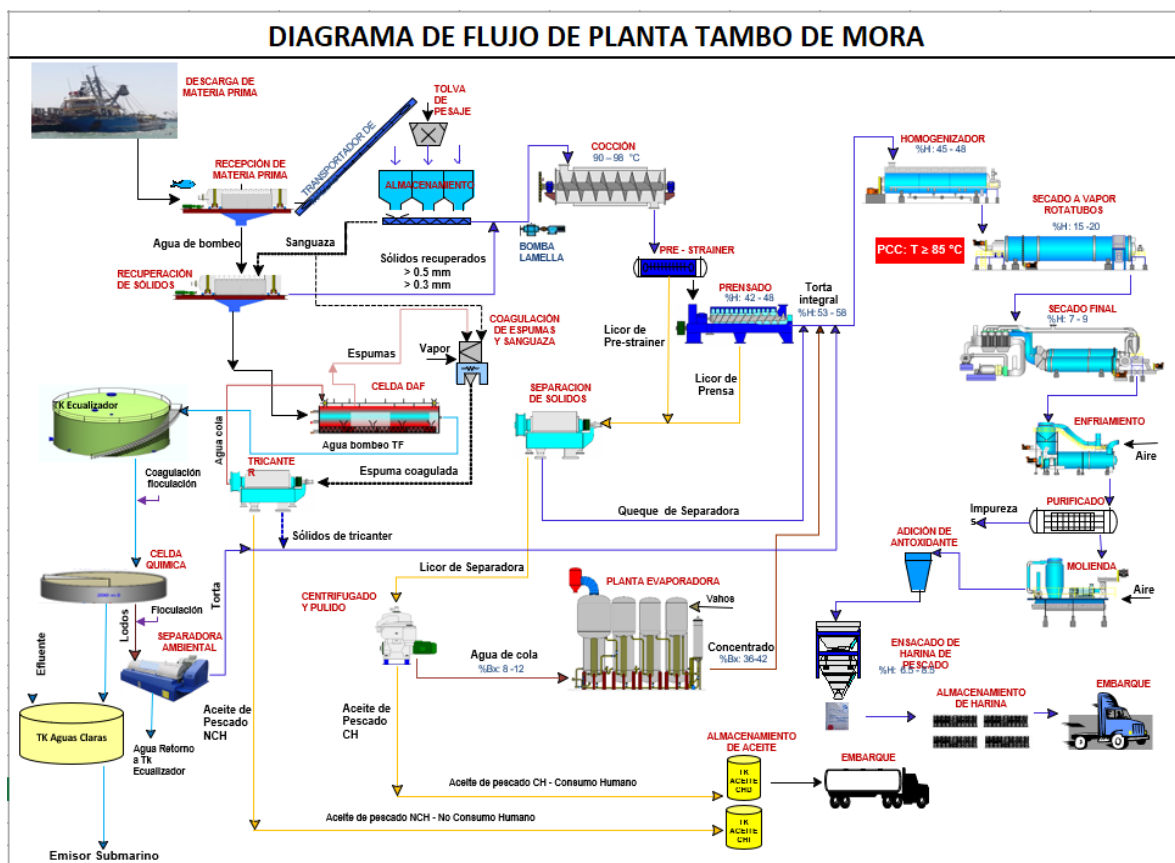 DIAGRAMA DE FLUJO DE PLANTA TAMBO DE MORA
DESCARGA DE
MATERIA PRIMA
TOLVA
DE
PESAJE
TRANSPORTADOR DE
RECEPCIÓN DE
MATERIA PRIMA
ALMACENAMIENTO
COCCIÓN
90 – 98 °C
HOMOGENIZADOR
%H: 45 - 48
SECADO A VAPOR
ROTATUBOS
%H: 15 -20
PCC: T ≥ 85 ºC
Agua de bombeo
Sanguaza
BOMBA
LAMELLA
PRE - STRAINER
RECUPERACIÓN
DE SÓLIDOS
Sólidos recuperados
> 0.5 mm
> 0.3 mm
PRENSADO
%H: 42 - 48
Torta
integral
%H: 53 - 58
SECADO FINAL
%H: 7 - 9
COAGULACIÓN
DE ESPUMAS
Y SANGUAZA
Espumas
Vapor
Licor de
Pre-strainer
Licor de
Prensa
CELDA DAF
SEPARACION
DE SOLIDOS
TK Ecualizador
Agua cola
Agua bombeo TF
ENFRIAMIENTO
Aire
TRICANTE
R
Espuma coagulada
Coagulación
floculación
PURIFICADO
Impureza
s
Queque de Separadora
Sólidos de tricanter
ADICIÓN DE
ANTOXIDANTE
MOLIENDA
Aire
CELDA
QUIMICA
Licor de Separadora
Torta
CENTRIFUGADO
Y PULIDO
PLANTA EVAPORADORA
Vahos
Floculación
Lodos
SEPARADORA
AMBIENTAL
Efluente
Agua de cola
%Bx: 8 -12
Concentrado
%Bx: 36-42
ENSACADO DE
HARINA DE
PESCADO
%H: 6.5 - 8.5
ALMACENAMIENTO
DE HARINA
EMBARQUE
Aceite de
Pescado
NCH
Aceite de
Pescado
CH
TK Aguas Claras
Agua Retorno
a Tk
Ecualizador
ALMACENAMIENTO
DE ACEITE
EMBARQUE
Aceite de pescado CH - Consumo Humano
TK
ACEITE
CHD
Aceite de pescado NCH - No Consumo Humano
TK
ACEITE
CHI
Emisor Submarino